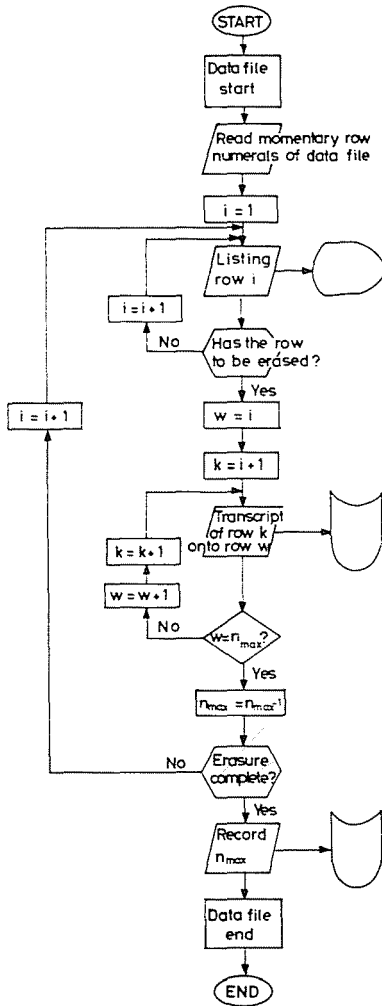 START
Data file
start
Read momentary row
numerals of data file
i = 1
Listing
row i
i = i + 1
No
Has the row
to be erased?
Yes
i = i + 1
w = i
k = i + 1
Transcript
of row k
onto row w
k = k + 1
w = w + 1
No
w = n_max?
Yes
n_max = n_max-1
No
Erasure
complete?
Yes
Record
n_max
Data file
end
END